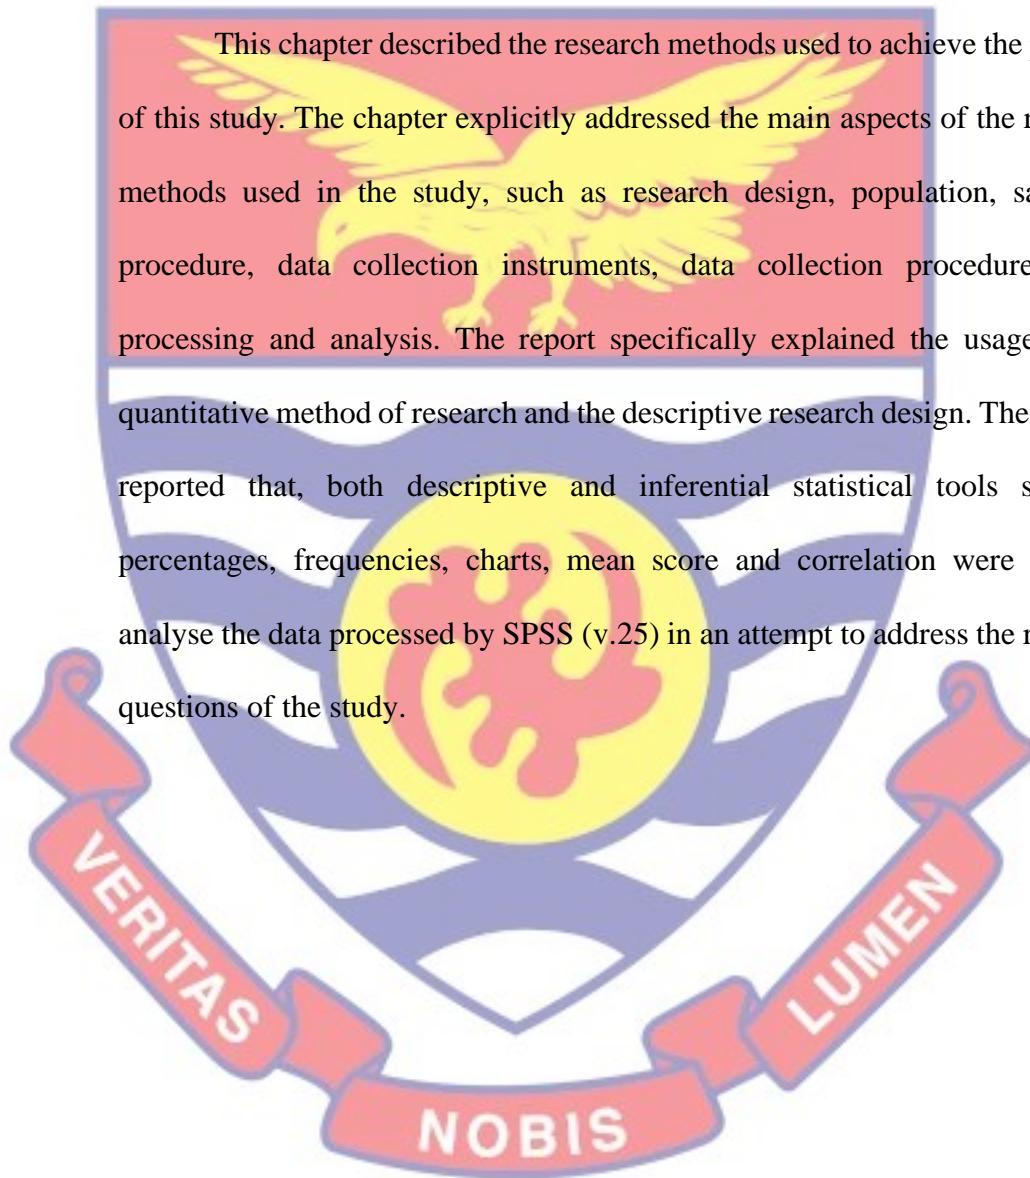 This chapter described the research methods used to achieve the
of this study. The chapter explicitly addressed the main aspects of the
methods used in the study, such as research design, population,
procedure, data collection instruments, data collection procedure
processing and analysis. The report specifically explained the usage
quantitative method of research and the descriptive research design. The
reported that, both descriptive and inferential statistical tools
percentages, frequencies, charts, mean score and correlation were
analyse the data processed by SPSS (v.25) in an attempt to address the
questions of the study.
VERITAS
NOBIS
LUMEN